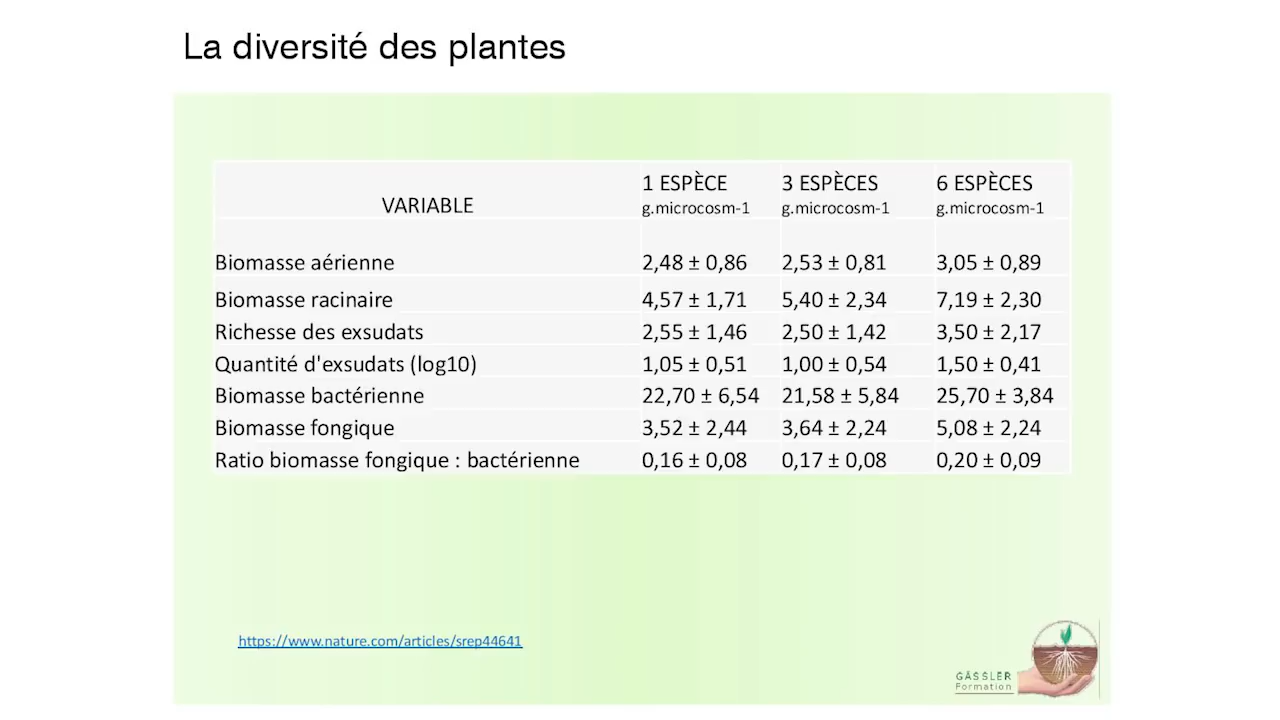 La diversité des plantes
VARIABLE 1 ESPÈCE 3 ESPÈCES 6 ESPÈCES
g.microcosm-1 g.microcosm-1 g.microcosm-1
Biomasse aérienne 2,48 ± 0,86 2,53 ± 0,81 3,05 ± 0,89
Biomasse racinaire 4,57 ± 1,71 5,40 ± 2,34 7,19 ± 2,30
Richesse des exsudats 2,55 ± 1,46 2,50 ± 1,42 3,50 ± 2,17
Quantité d'exsudats (log10) 1,05 ± 0,51 1,00 ± 0,54 1,50 ± 0,41
Biomasse bactérienne 22,70 ± 6,54 21,58 ± 5,84 25,70 ± 3,84
Biomasse fongique 3,52 ± 2,44 3,64 ± 2,24 5,08 ± 2,24
Ratio biomasse fongique : bactérienne 0,16 ± 0,08 0,17 ± 0,08 0,20 ± 0,09
https://www.nature.com/articles/srep44641
GÄSSLER
Formation